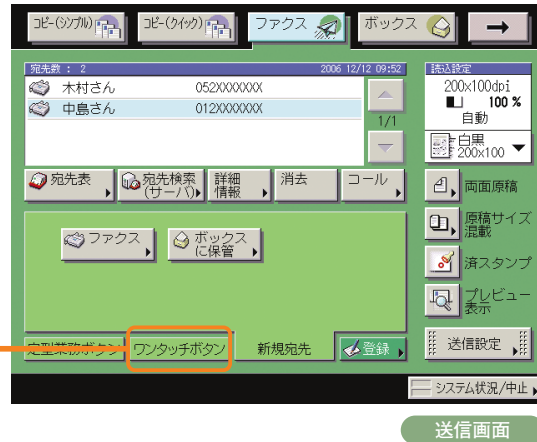 コピー(シンプル)
コピー(クイック)
ファクス
ボックス
宛先数 : 2
2006 12/12 09:52
木村さん 052XXXXXXX
中島さん 012XXXXXXX
1/1
宛先表
宛先検索
(サーバ)
詳細
情報
消去
コール
ファクス
ボックス
に保管
定型業務ボタン
ワンタッチボタン
新規宛先
登録
読込設定
200×100dpi
100 %
自動
白黒
200×100
両面原稿
原稿サイズ
混載
済スタンプ
プレビュー
表示
送信設定
システム状況/中止
送信画面